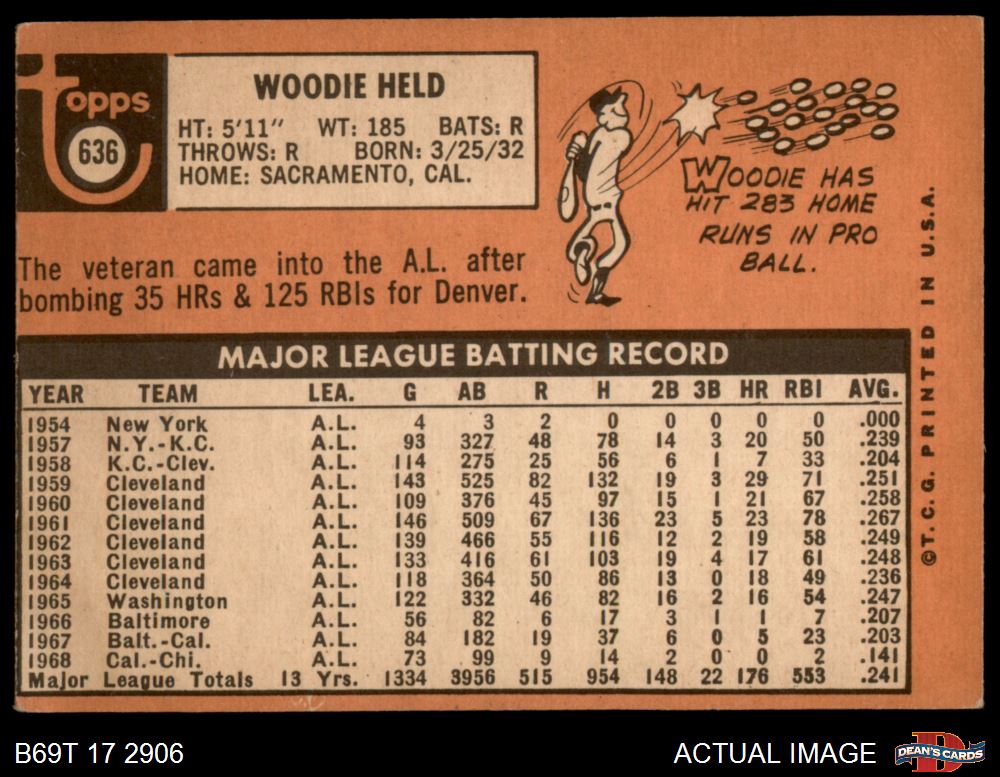 Topps
636
WOODIE HELD
HT: 5'11" WT: 185 BATS: R
THROWS: R BORN: 3/25/32
HOME: SACRAMENTO, CAL.
WOODIE HAS
HIT 283 HOME
RUNS IN PRO
BALL.
The veteran came into the A.L. after
bombing 35 HRs & 125 RBIs for Denver.
MAJOR LEAGUE BATTING RECORD
YEAR TEAM LEA. G AB R H 2B 3B HR RBI AVG.
1954 New York A.L. 4 3 2 0 0 0 0 0 .000
1957 N.Y.-K.C. A.L. 93 327 48 78 14 3 20 50 .239
1958 K.C.-Clev. A.L. 114 275 25 56 6 1 7 33 .204
1959 Cleveland A.L. 143 525 82 132 19 3 29 71 .251
1960 Cleveland A.L. 109 376 45 97 15 1 21 67 .258
1961 Cleveland A.L. 146 509 67 136 23 5 23 78 .267
1962 Cleveland A.L. 139 466 55 116 12 2 19 58 .249
1963 Cleveland A.L. 133 416 61 103 19 4 17 61 .248
1964 Cleveland A.L. 118 364 50 86 13 0 18 49 .236
1965 Washington A.L. 122 332 46 82 16 2 16 54 .247
1966 Baltimore A.L. 56 82 6 17 3 1 1 7 .207
1967 Balt.-Cal. A.L. 84 182 19 37 6 0 5 23 .203
1968 Cal.-Chi. A.L. 73 99 9 14 2 0 0 2 .141
Major League Totals 13 Yrs. 1334 3956 515 954 148 22 176 553 .241
©T. C. G. PRINTED IN U.S.A.
B69T 17 2906
ACTUAL IMAGE
DEAN'S CARDS